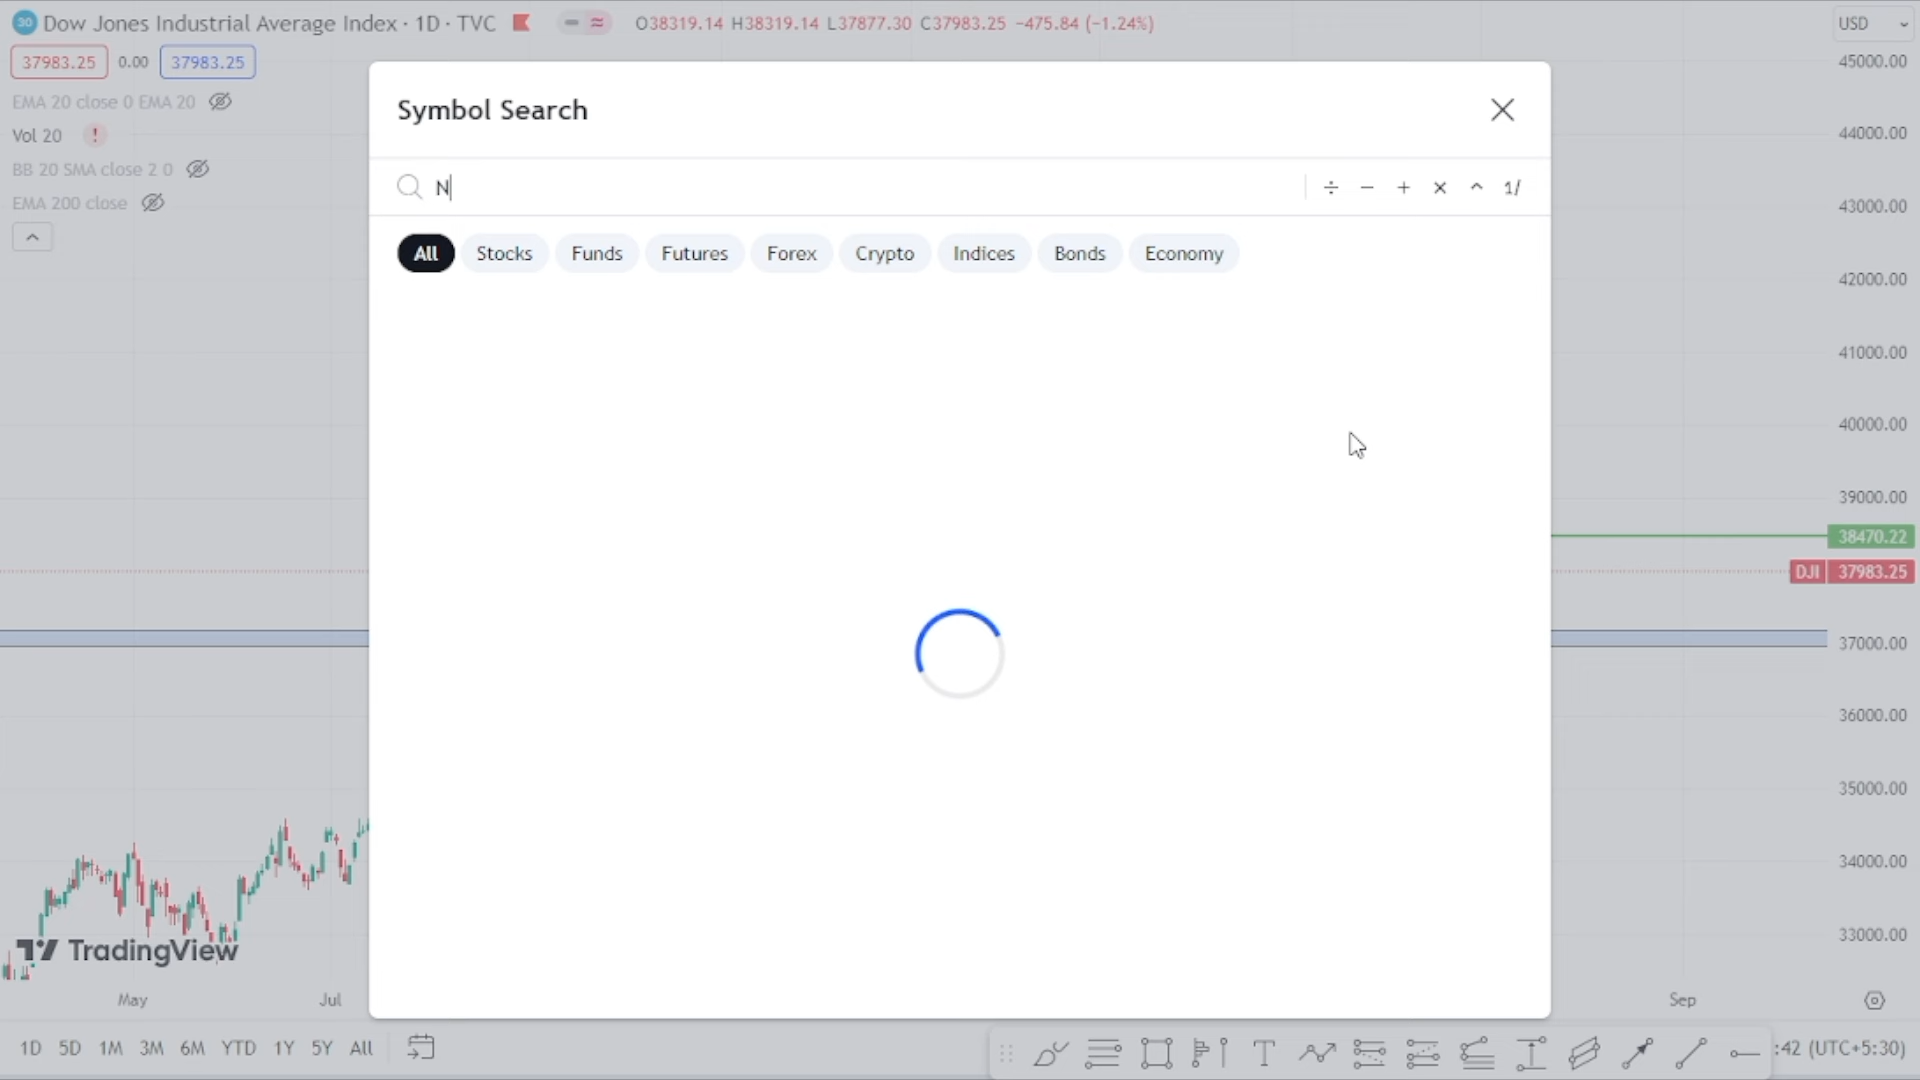 30 Dow Jones Industrial Average Index · 1D · TVC O38319.14 H38319.14 L37877.30 C37983.25 −475.84 (−1.24%) USD
37983.25 0.00 37983.25
EMA 20 close 0 EMA 20
Vol 20 !
BB 20 SMA close 2 0
EMA 200 close
Symbol Search
N
÷ − + × ^ 1/
All Stocks Funds Futures Forex Crypto Indices Bonds Economy
45000.00
44000.00
43000.00
42000.00
41000.00
40000.00
39000.00
38470.22
DJI 37983.25
37000.00
36000.00
35000.00
34000.00
33000.00
TradingView
May Jul Sep
1D 5D 1M 3M 6M YTD 1Y 5Y All T :42 (UTC+5:30)